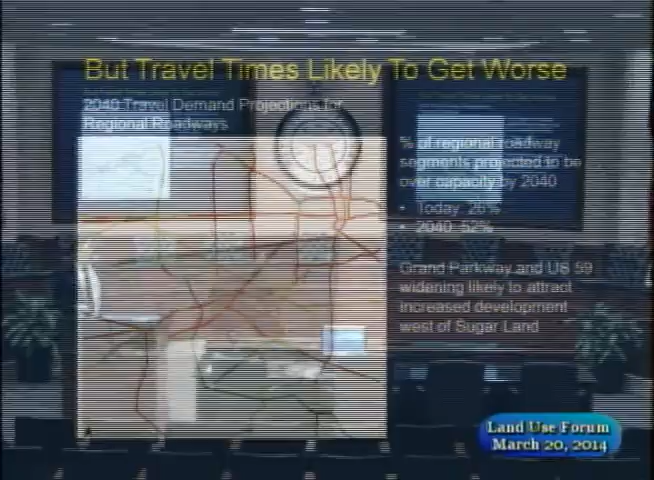 But Travel Times Likely To Get Worse
2040 Travel Demand Projections for
Regional Roadways
% of regional roadway
segments projected to be
over capacity by 2040
• Today: 26%
• 2040: 52%
Grand Parkway and US 59
widening likely to attract
increased development
west of Sugar Land
Land Use Forum
March 20, 2014